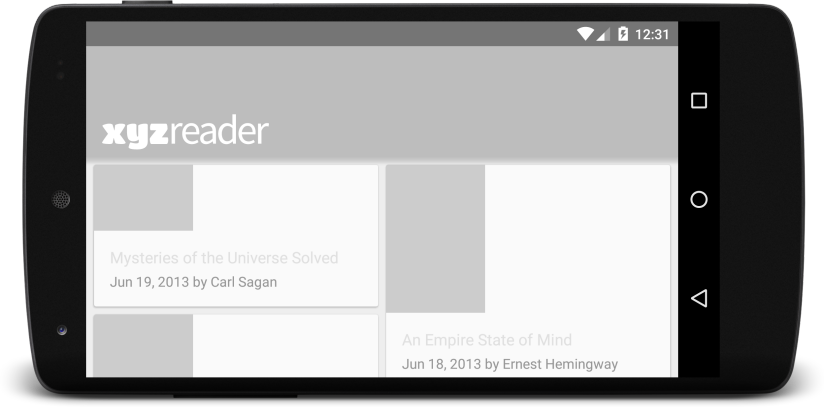 12:31
xyzreader
Mysteries of the Universe Solved
Jun 19, 2013 by Carl Sagan
An Empire State of Mind
Jun 18, 2013 by Ernest Hemingway